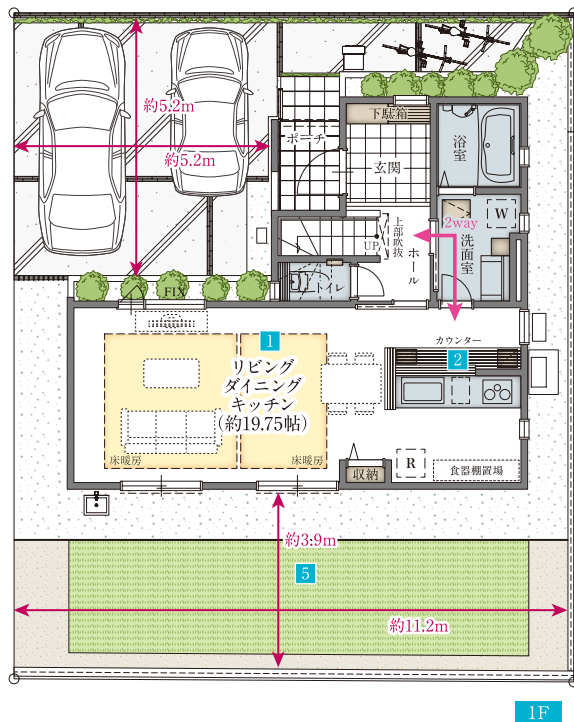 約5.2m
約5.2m
ポーチ
下駄箱
玄関
浴室
W
2way
洗面室
上部吹抜
UP
ホール
トイレ
FIX
カウンター
1
2
リビング
ダイニング
キッチン
(約19.75帖)
床暖房
床暖房
収納
R
食器棚置場
約3.9m
5
約11.2m
1F